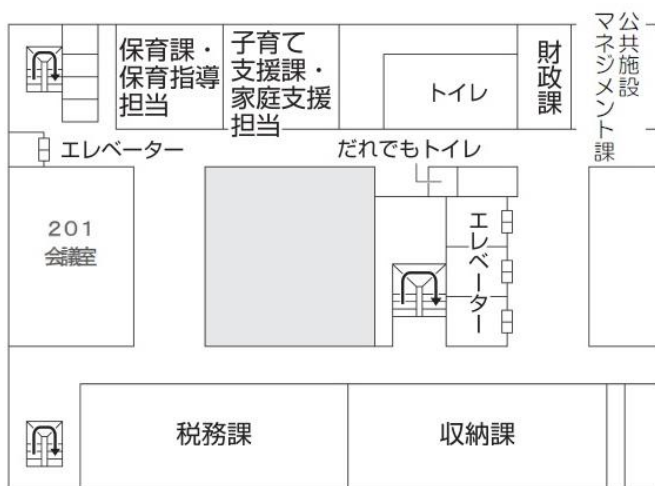 保育課・
保育指導
担当
子育て
支援課・
家庭支援
担当
トイレ
財政課
公共施設
マネジメント課
エレベーター
だれでもトイレ
201
会議室
エレベーター
税務課
収納課